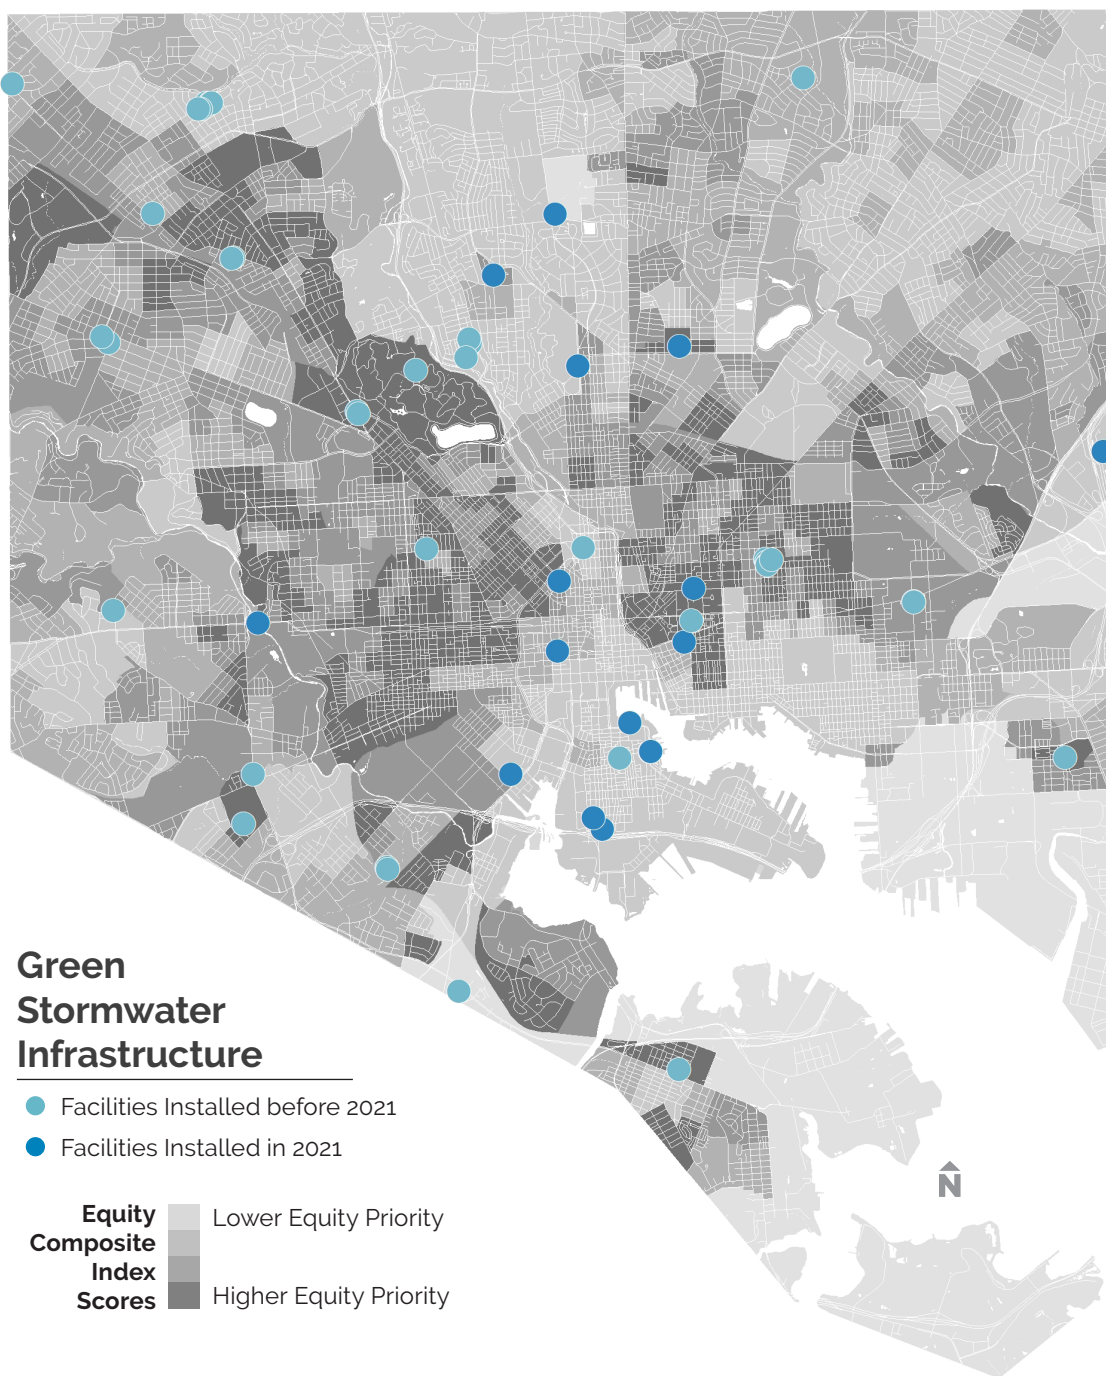 Green
Stormwater
Infrastructure
Facilities Installed before 2021
Facilities Installed in 2021
Equity
Composite
Index
Scores
Lower Equity Priority
Higher Equity Priority
N